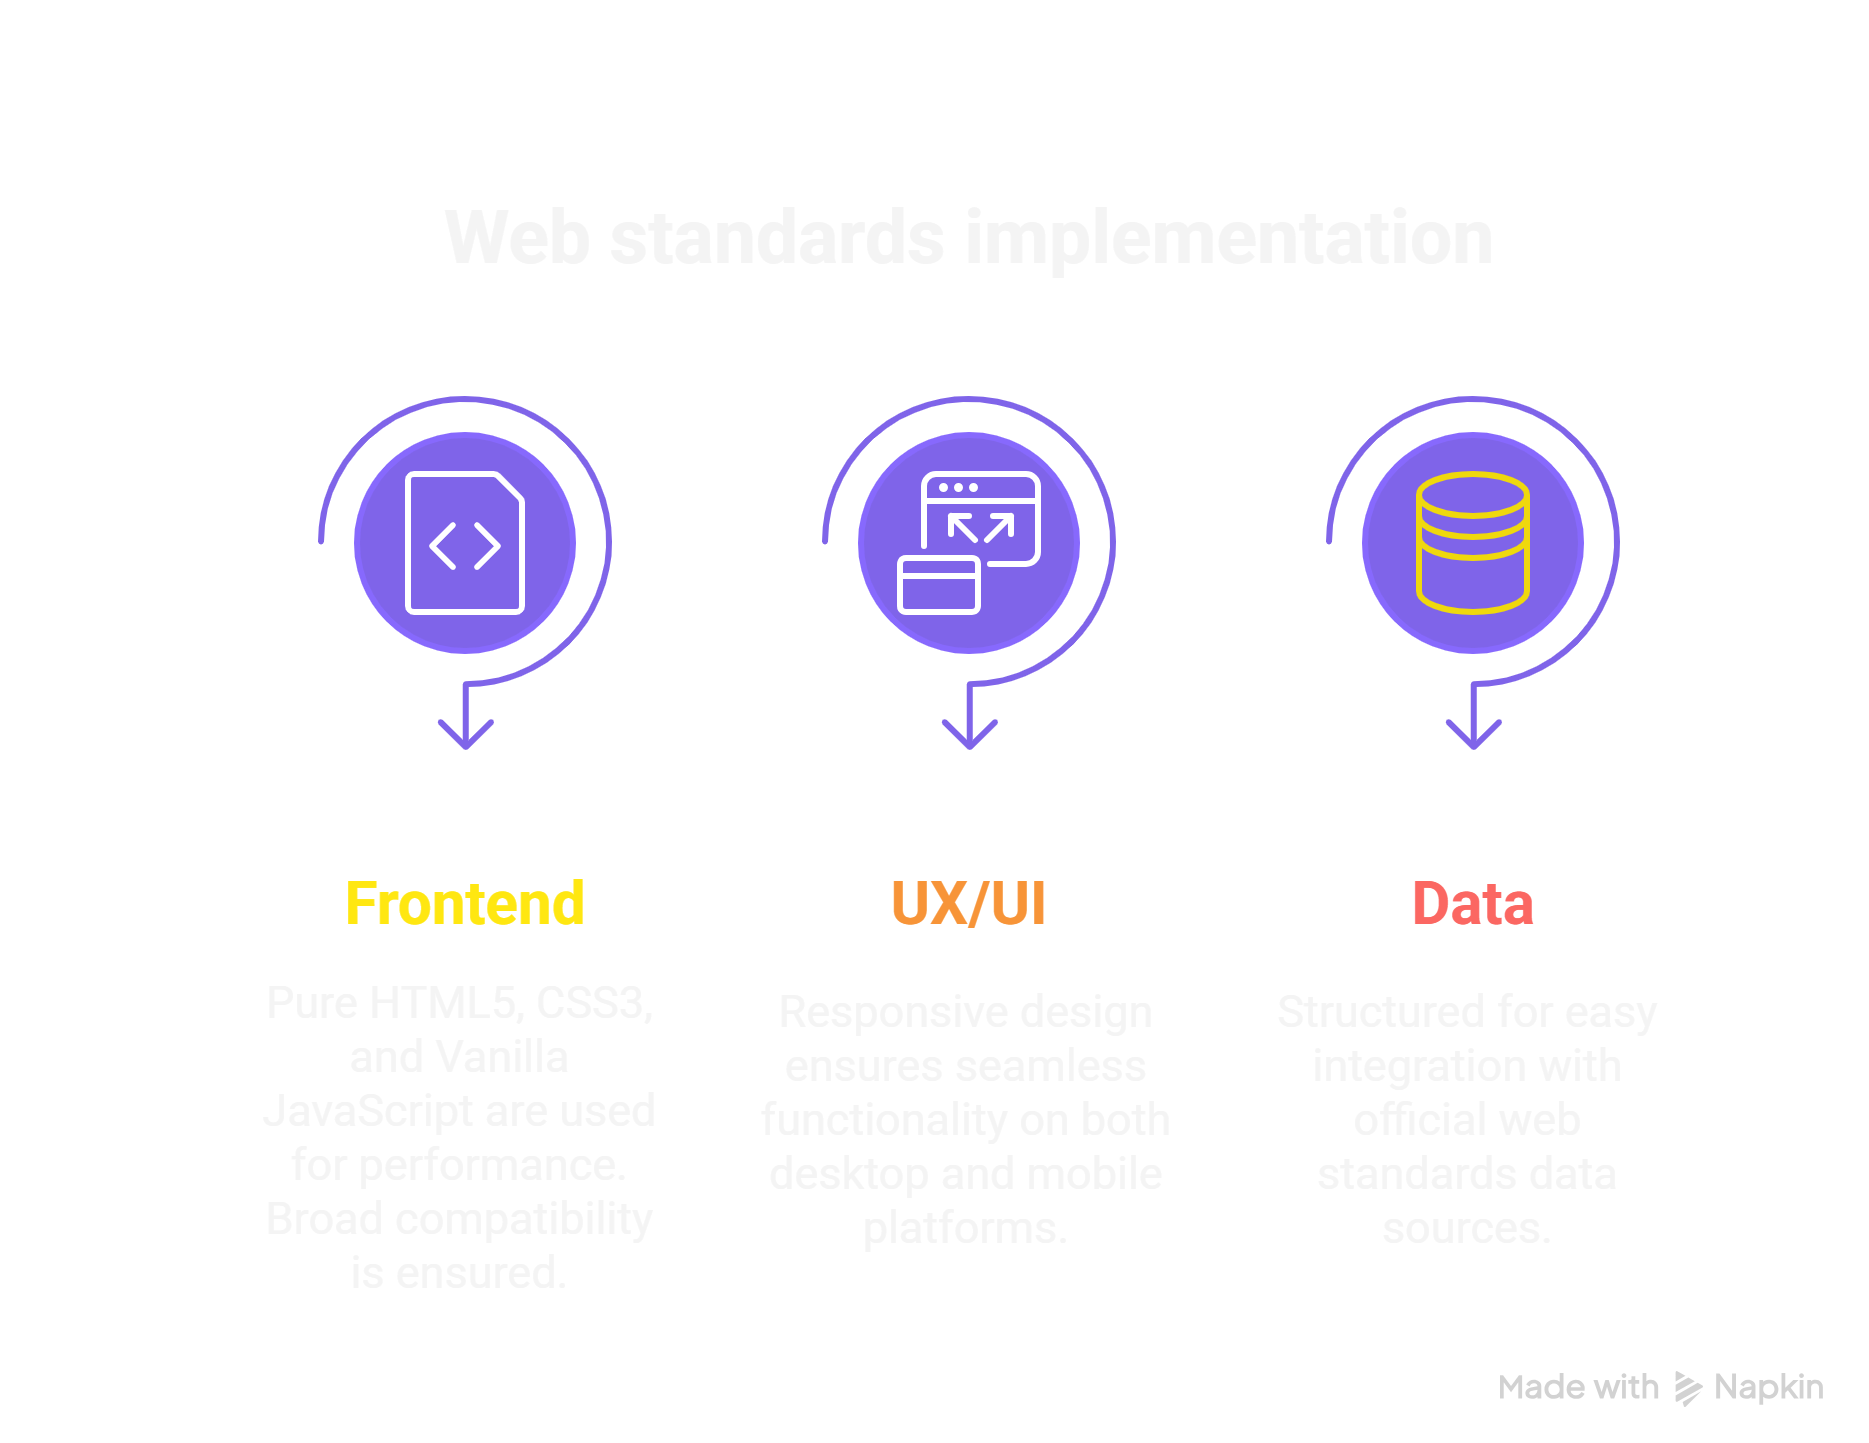 Web standards implementation
Frontend
Pure HTML5, CSS3,
and Vanilla
JavaScript are used
for performance.
Broad compatibility
is ensured.
UX/UI
Responsive design
ensures seamless
functionality on both
desktop and mobile
platforms.
Data
Structured for easy
integration with
official web
standards data
sources.
Made with Napkin